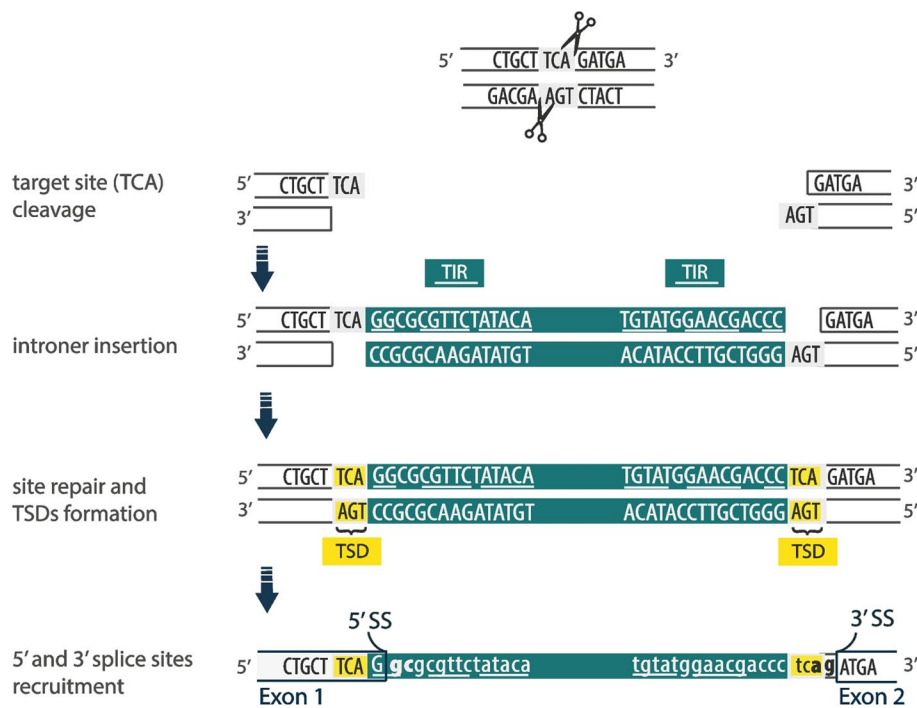 5′ CTGCT TCA GATGA 3′
GACGA AGT CTACT
target site (TCA)
cleavage
5′ CTGCT TCA GATGA 3′
3′ AGT 5′
TIR TIR
introner insertion
5′ CTGCT TCA GGCGCGTTCTATACA TGTATGGAACGACCC GATGA 3′
3′ CCGCGCAAGATATGT ACATACCTTGCTGGG AGT 5′
site repair and
TSDs formation
5′ CTGCT TCA GGCGCGTTCTATACA TGTATGGAACGACCC TCA GATGA 3′
3′ AGT CCGCGCAAGATATGT ACATACCTTGCTGGG AGT 5′
TSD TSD
5′ SS 3′ SS
5′ and 3′ splice sites
recruitment
5′ CTGCT TCA G gcgcgttctataca tgtatggaacgaccc tcag ATGA 3′
Exon 1 Exon 2